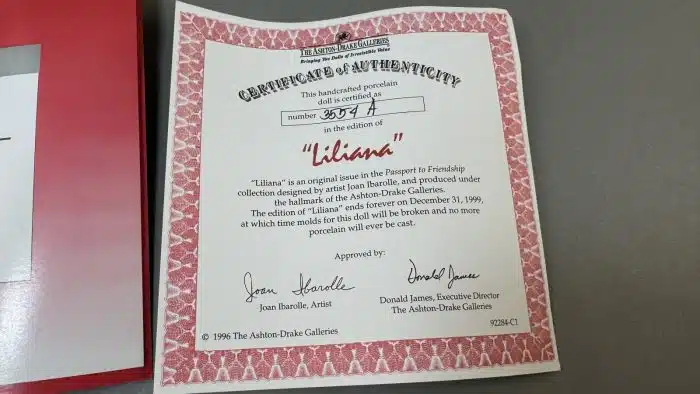 THE ASHTON-DRAKE GALLERIES
Bringing You Dolls of Irresistible Value
CERTIFICATE of AUTHENTICITY
This handcrafted porcelain
doll is certified as
number 3554 A
in the edition of
"Liliana"
"Liliana" is an original issue in the Passport to Friendship
collection designed by artist Joan Ibarolle, and produced under
the hallmark of the Ashton-Drake Galleries.
The edition of "Liliana" ends forever on December 31, 1999,
at which time molds for this doll will be broken and no more
porcelain will ever be cast.
Approved by:
Joan Ibarolle
Donald James
Joan Ibarolle, Artist
Donald James, Executive Director
The Ashton-Drake Galleries
© 1996 The Ashton-Drake Galleries
92284-C1